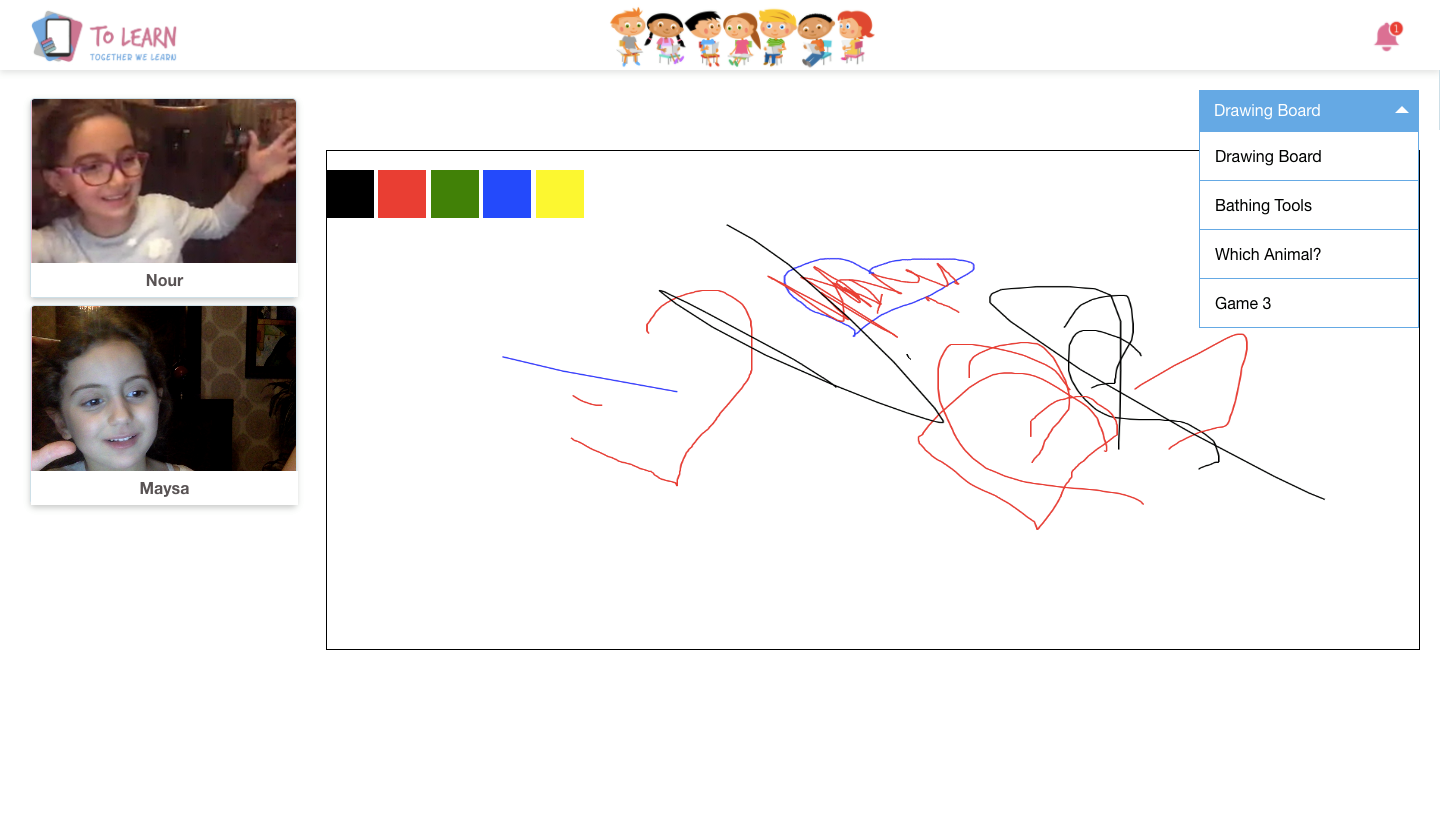 TO LEARN
TOGETHER WE LEARN
1
Drawing Board
Drawing Board
Bathing Tools
Which Animal?
Game 3
Nour
Maysa